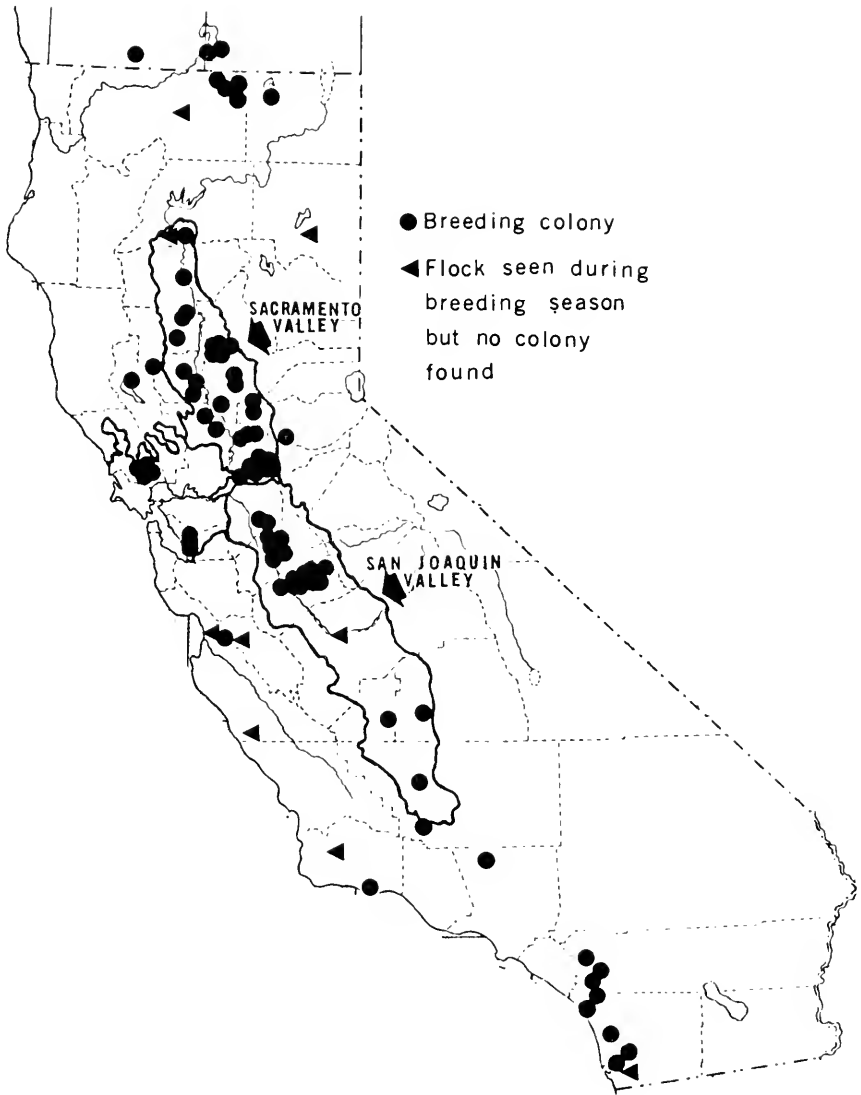 Breeding colony
Flock seen during
breeding season
but no colony
found
SACRAMENTO
VALLEY
SAN JOAQUIN
VALLEY